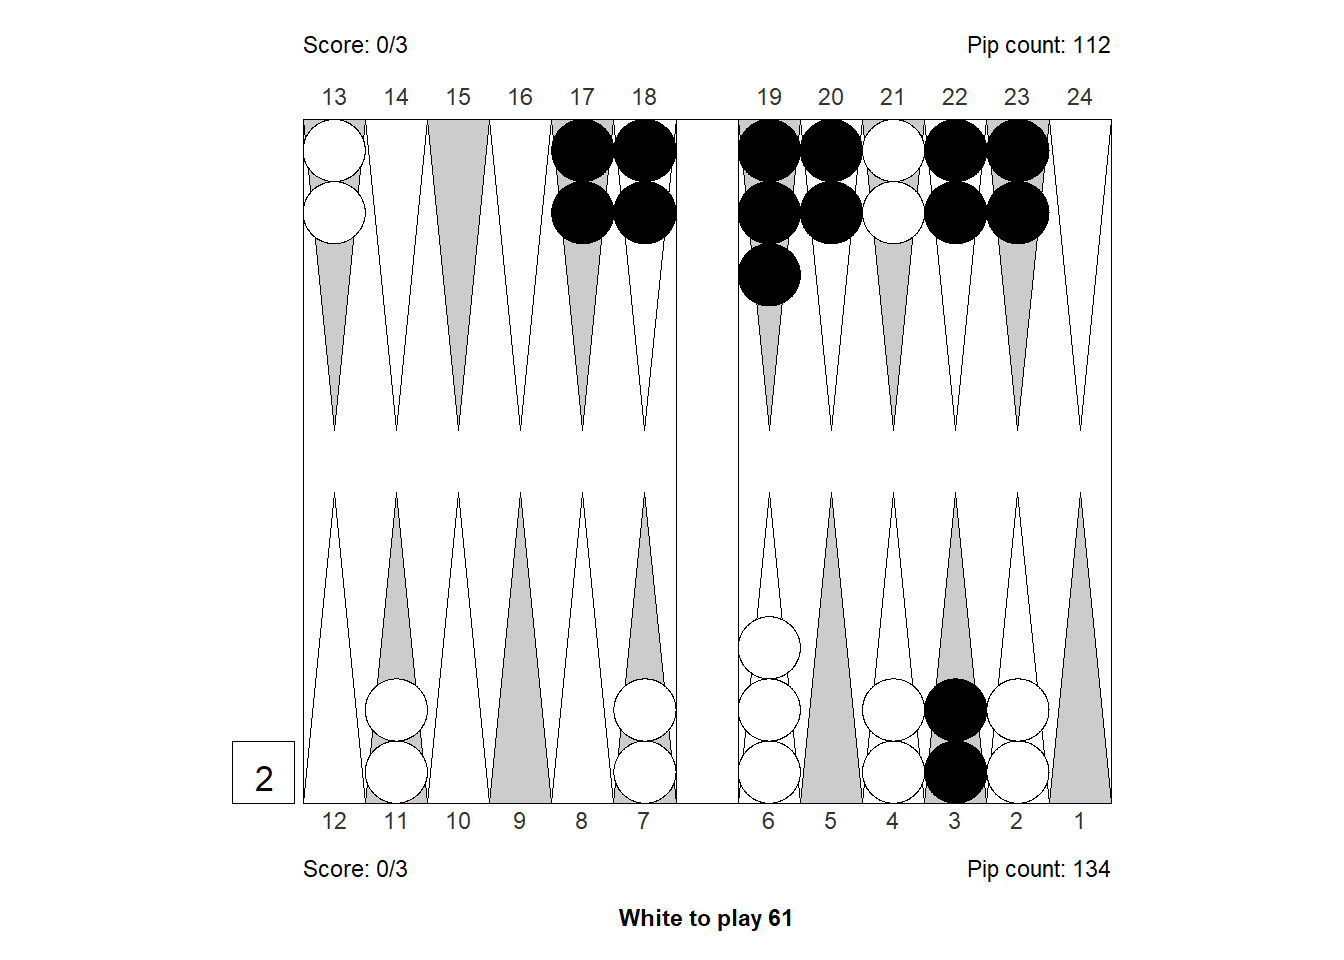 Score: 0/3 Pip count: 112
13 14 15 16 17 18 19 20 21 22 23 24
2
12 11 10 9 8 7 6 5 4 3 2 1
Score: 0/3 Pip count: 134
White to play 61